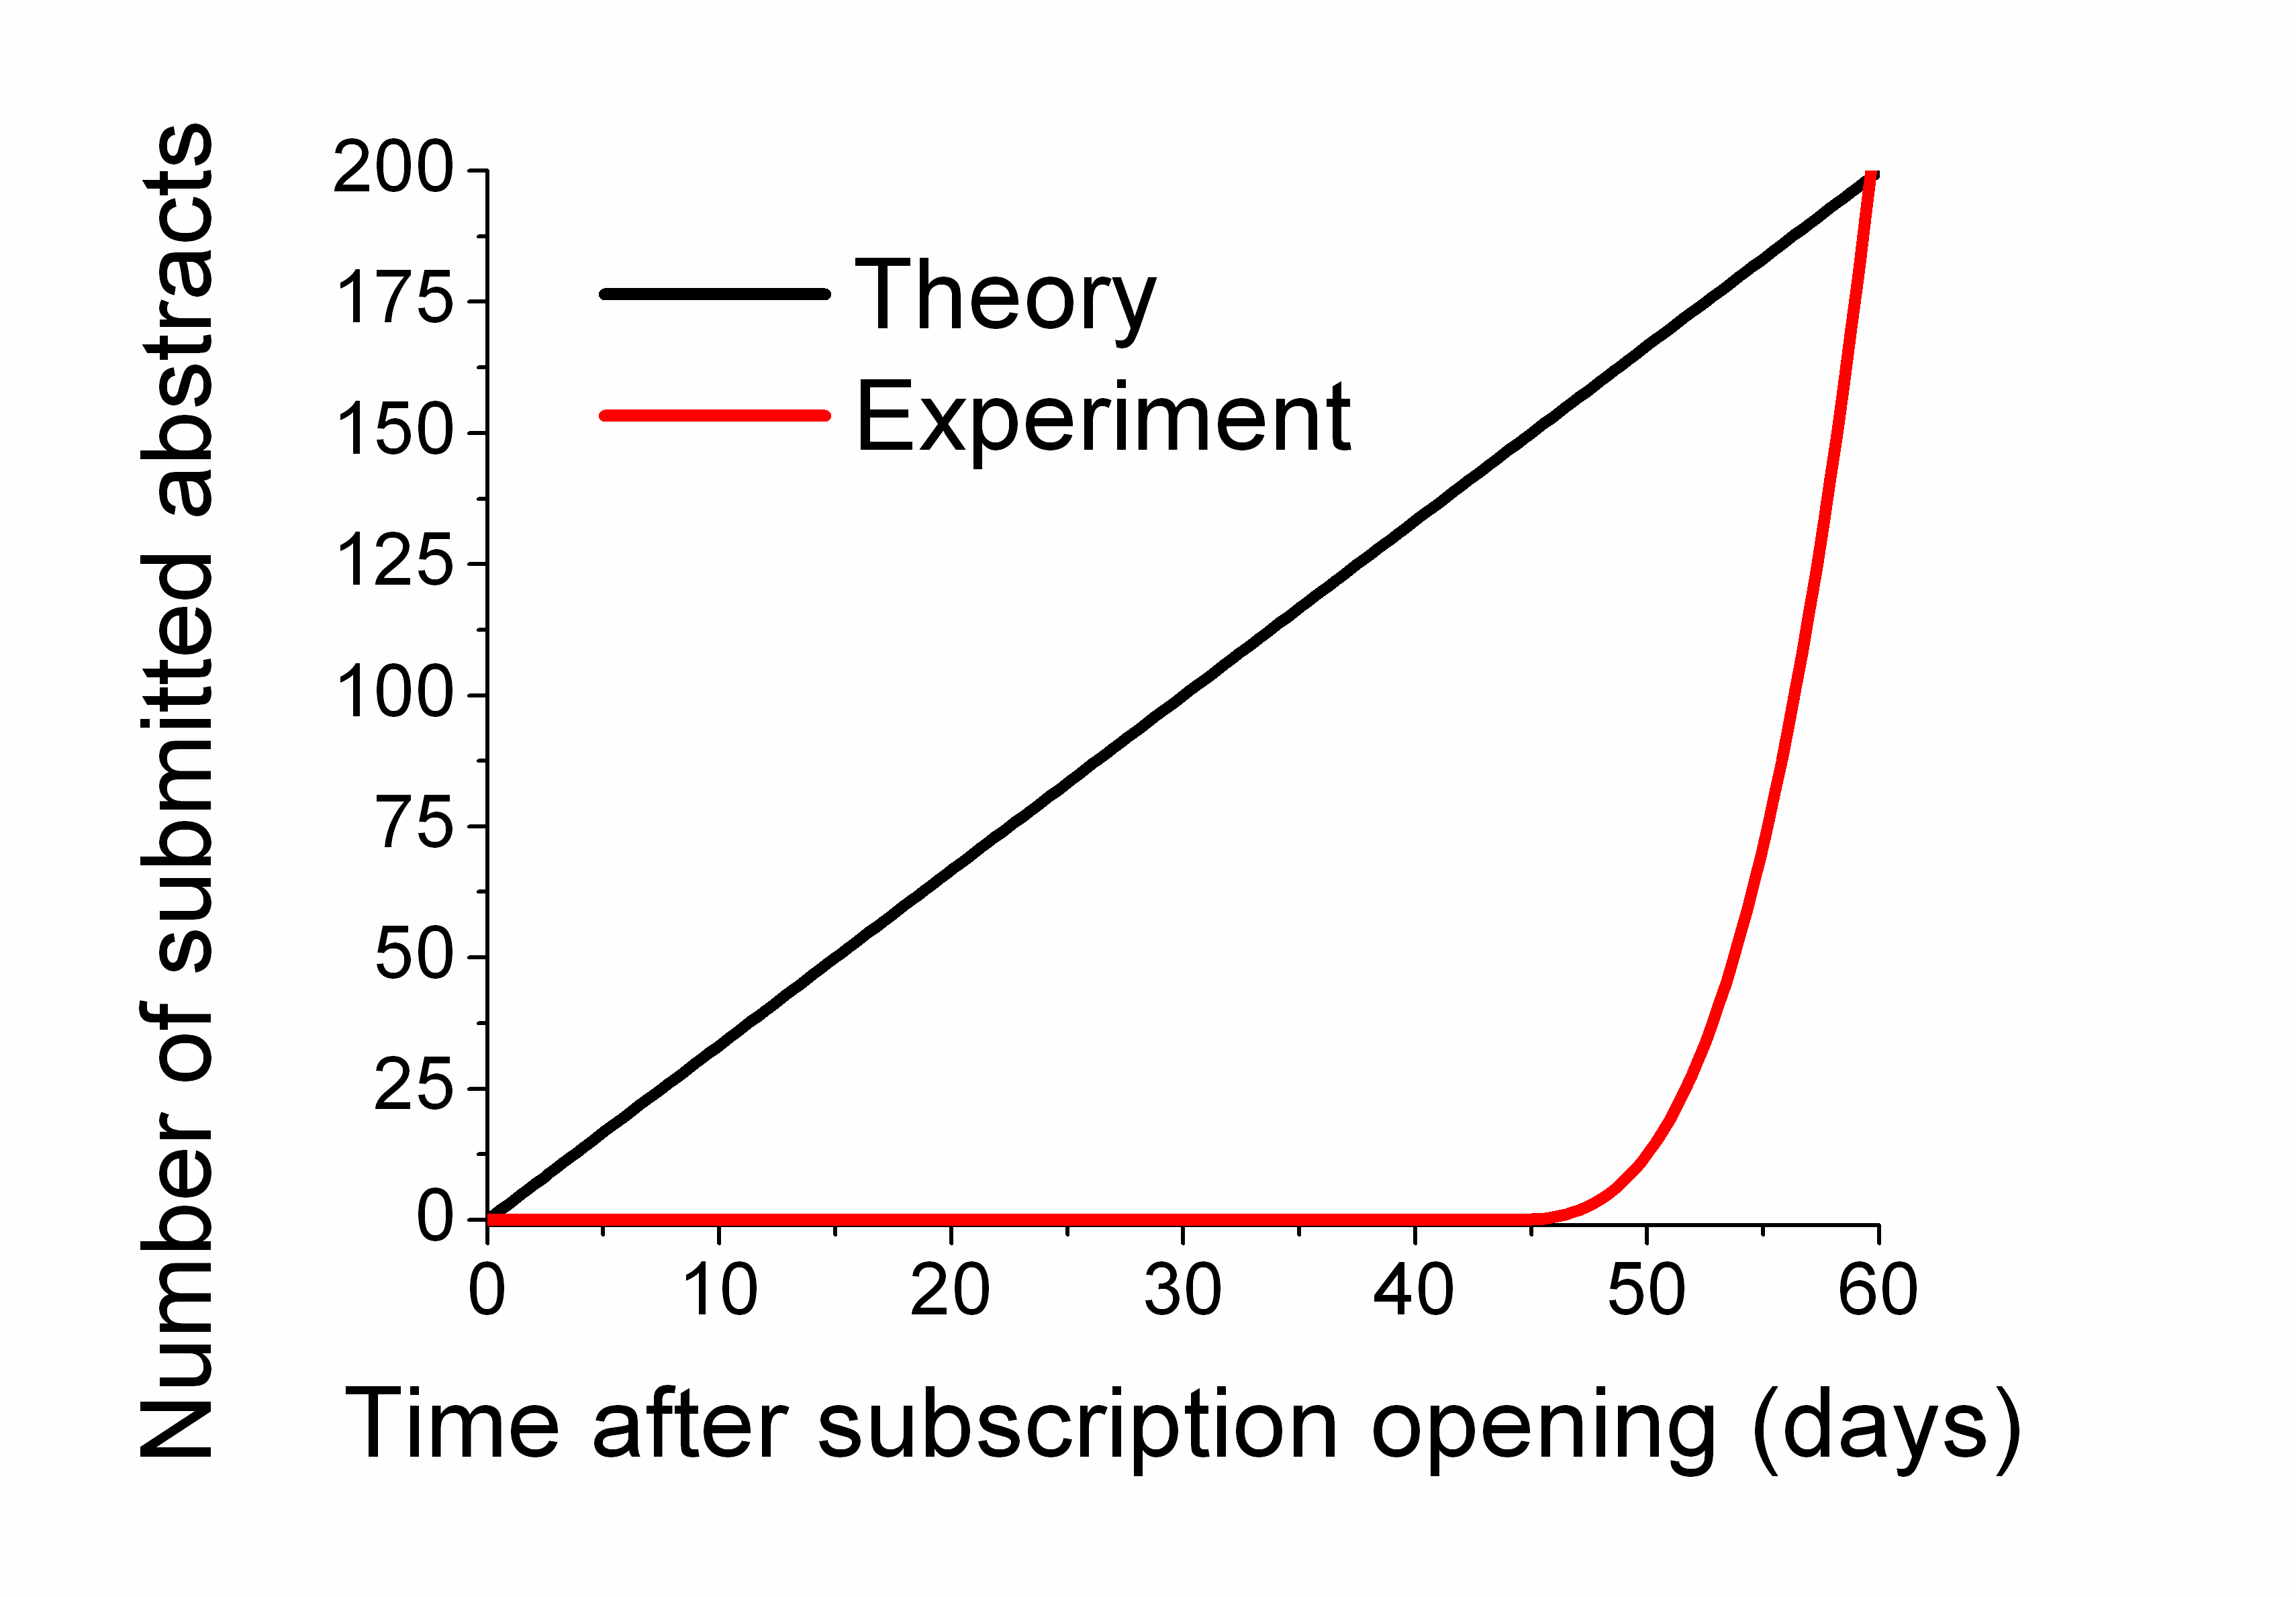 Number of submitted abstracts
200
175
150
125
100
75
50
25
0
Theory
Experiment
0 10 20 30 40 50 60
Time after subscription opening (days)